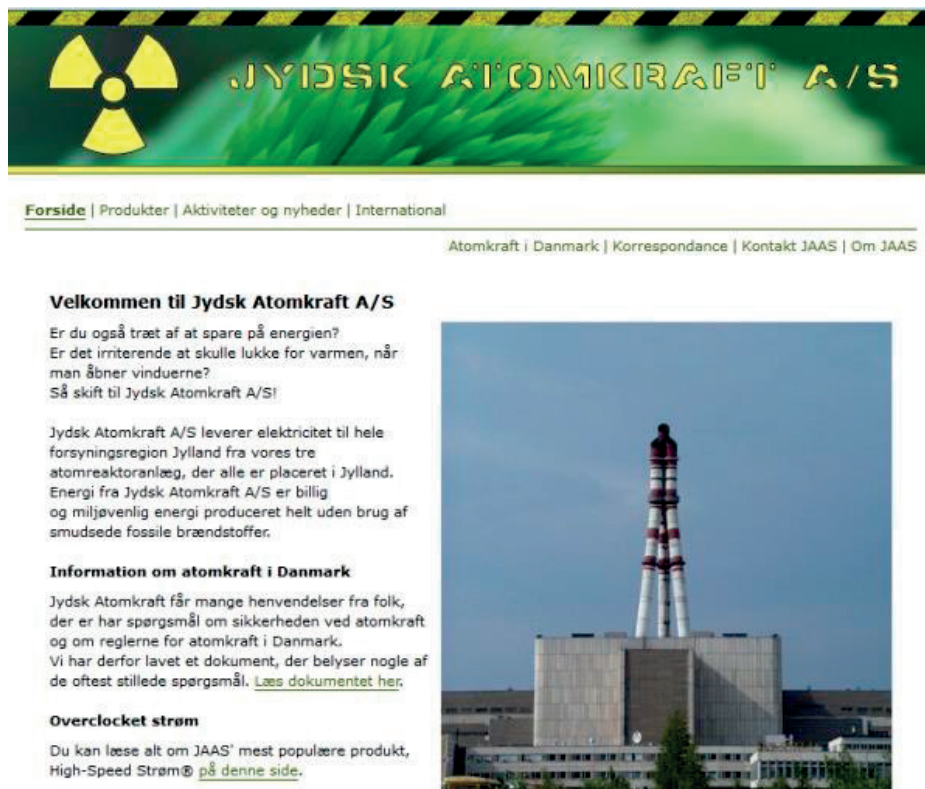 JYDSK ATOMKRAFT A/S
Forside | Produkter | Aktiviteter og nyheder | International
Atomkraft i Danmark | Korrespondance | Kontakt JAAS | Om JAAS
Velkommen til Jydsk Atomkraft A/S
Er du også træt af at spare på energien?
Er det irriterende at skulle lukke for varmen, når
man åbner vinduerne?
Så skift til Jydsk Atomkraft A/S!
Jydsk Atomkraft A/S leverer elektricitet til hele
forsyningsregion Jylland fra vores tre
atomreaktoranlæg, der alle er placeret i Jylland.
Energi fra Jydsk Atomkraft A/S er billig
og miljøvenlig energi produceret helt uden brug af
smudsede fossile brændstoffer.
Information om atomkraft i Danmark
Jydsk Atomkraft får mange henvendelser fra folk,
der er har spørgsmål om sikkerheden ved atomkraft
og om reglerne for atomkraft i Danmark.
Vi har derfor lavet et dokument, der belyser nogle af
de oftest stillede spørgsmål. Læs dokumentet her.
Overclocket strøm
Du kan læse alt om JAAS' mest populære produkt,
High-Speed Strøm® på denne side.